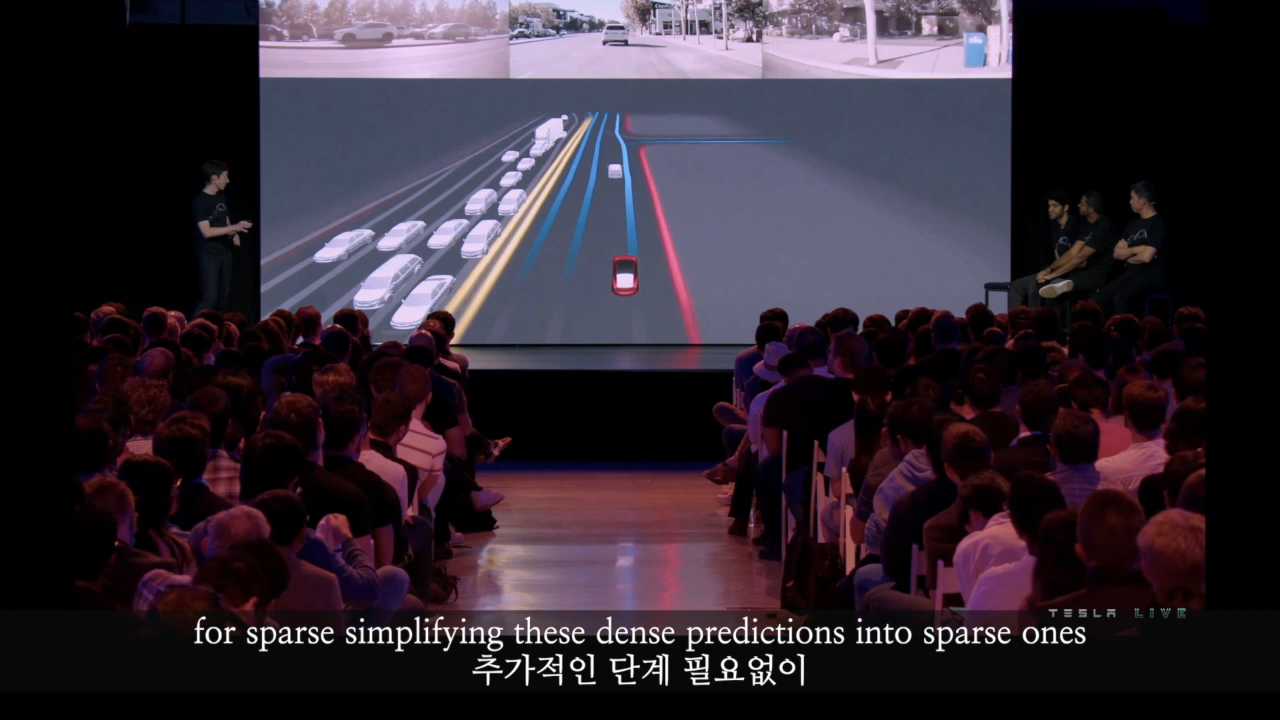 TESLA LIVE
for sparse simplifying these dense predictions into sparse ones
추가적인 단계 필요없이